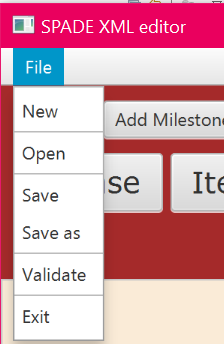 SPADE XML editor
File
New
Add Milestone
Open
Save
Save as
Validate
Exit